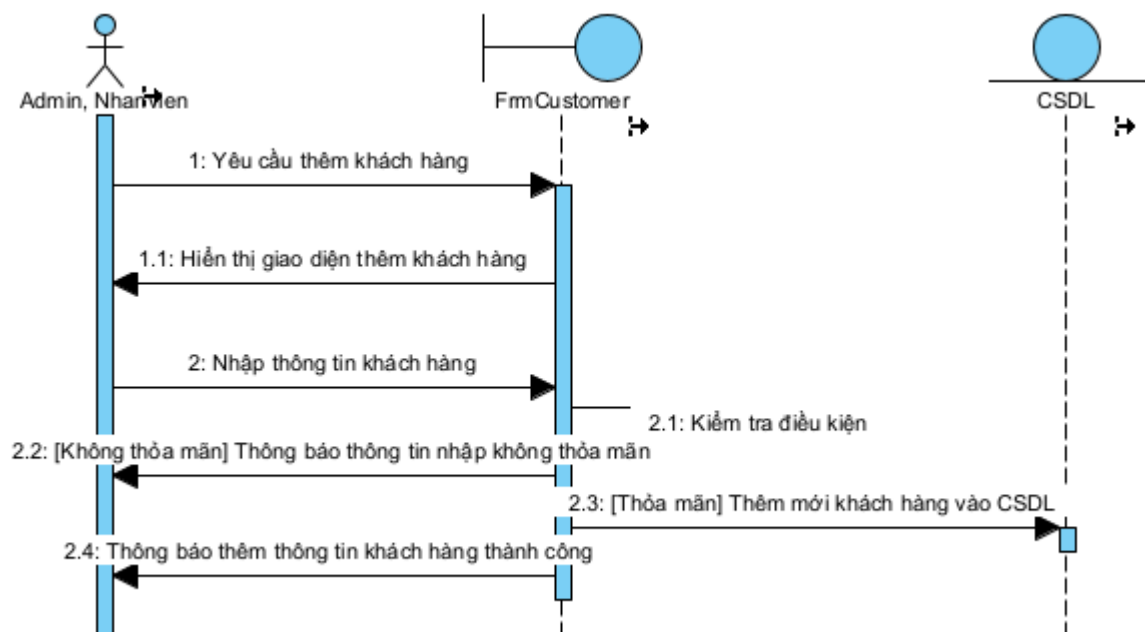 Admin, Nhanvien
FrmCustomer
CSDL
1: Yêu cầu thêm khách hàng
1.1: Hiển thị giao diện thêm khách hàng
2: Nhập thông tin khách hàng
2.1: Kiểm tra điều kiện
2.2: [Không thỏa mãn] Thông báo thông tin nhập không thỏa mãn
2.3: [Thỏa mãn] Thêm mới khách hàng vào CSDL
2.4: Thông báo thêm thông tin khách hàng thành công